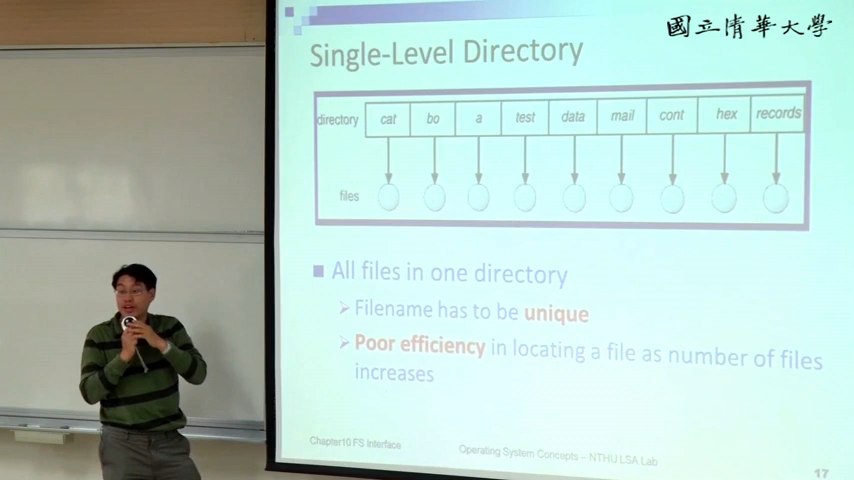 國立清華大學
Single-Level Directory
directory cat bo a test data mail cont hex records
files
All files in one directory
Filename has to be unique
Poor efficiency in locating a file as number of files
increases
Chapter10 FS Interface
Operating System Concepts – NTHU LSA Lab
17